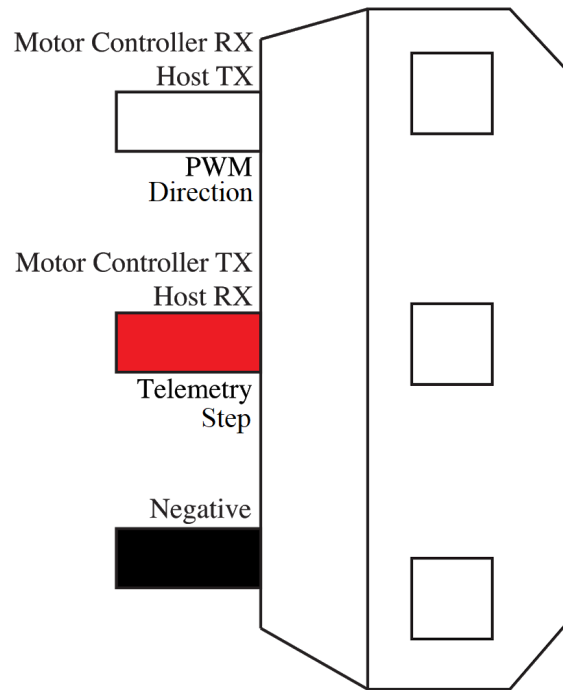 Motor Controller RX
Host TX
PWM
Direction
Motor Controller TX
Host RX
Telemetry
Step
Negative